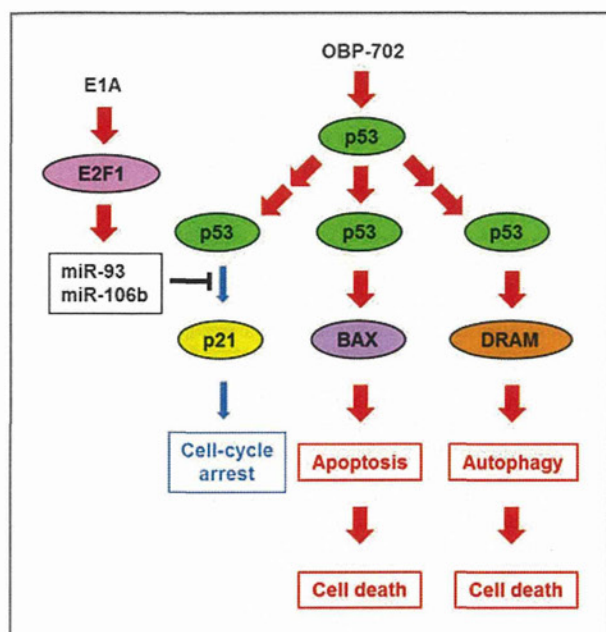 OBP-702
E1A
p53
E2F1
p53
p53
p53
miR-93
miR-106b
p21
BAX
DRAM
Cell-cycle
arrest
Apoptosis
Autophagy
Cell death
Cell death